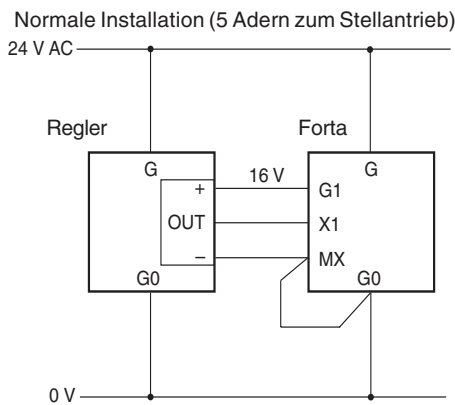 Normale Installation (5 Adern zum Stellantrieb)
24 V AC
Regler
Forta
G
G
+
16 V
G1
OUT
X1
–
MX
G0
G0
0 V